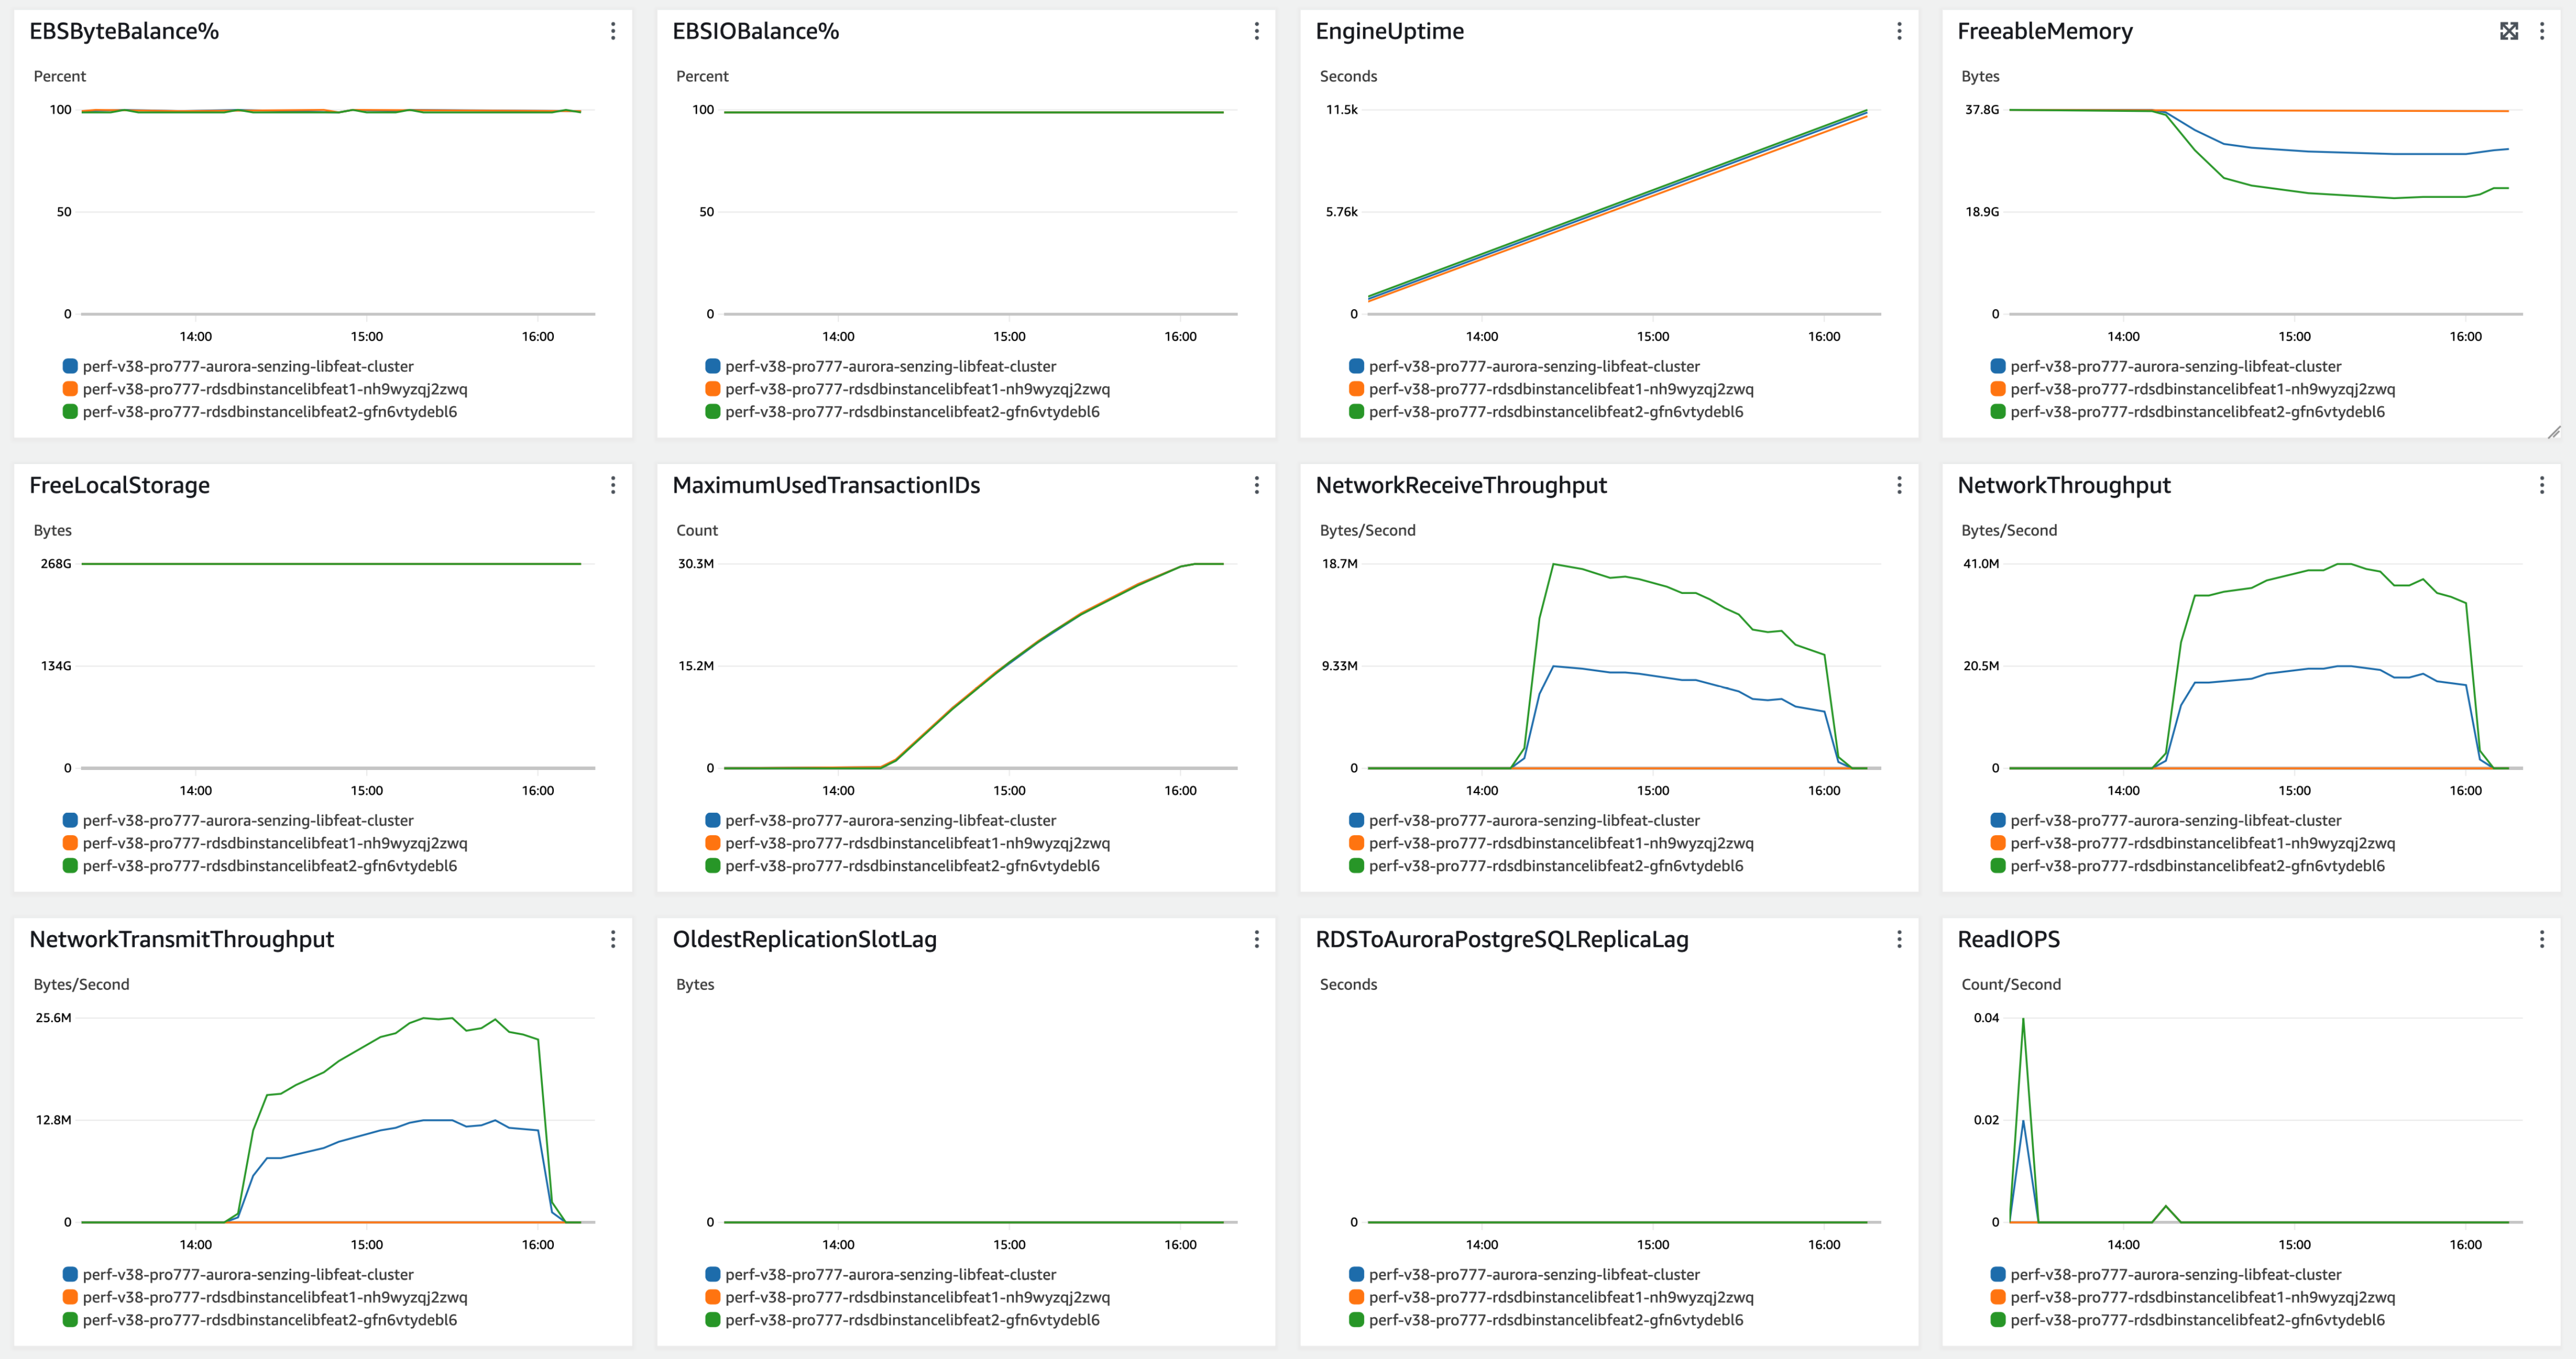 EBSByteBalance%
Percent
100
50
0
14:00 15:00 16:00
perf-v38-pro777-aurora-senzing-libfeat-cluster
perf-v38-pro777-rdsdbinstancelibfeat1-nh9wyzqj2zwq
perf-v38-pro777-rdsdbinstancelibfeat2-gfn6vtydebl6
EBSIOBalance%
Percent
100
50
0
14:00 15:00 16:00
perf-v38-pro777-aurora-senzing-libfeat-cluster
perf-v38-pro777-rdsdbinstancelibfeat1-nh9wyzqj2zwq
perf-v38-pro777-rdsdbinstancelibfeat2-gfn6vtydebl6
EngineUptime
Seconds
11.5k
5.76k
0
14:00 15:00 16:00
perf-v38-pro777-aurora-senzing-libfeat-cluster
perf-v38-pro777-rdsdbinstancelibfeat1-nh9wyzqj2zwq
perf-v38-pro777-rdsdbinstancelibfeat2-gfn6vtydebl6
FreeableMemory
Bytes
37.8G
18.9G
0
14:00 15:00 16:00
perf-v38-pro777-aurora-senzing-libfeat-cluster
perf-v38-pro777-rdsdbinstancelibfeat1-nh9wyzqj2zwq
perf-v38-pro777-rdsdbinstancelibfeat2-gfn6vtydebl6
FreeLocalStorage
Bytes
268G
134G
0
14:00 15:00 16:00
perf-v38-pro777-aurora-senzing-libfeat-cluster
perf-v38-pro777-rdsdbinstancelibfeat1-nh9wyzqj2zwq
perf-v38-pro777-rdsdbinstancelibfeat2-gfn6vtydebl6
MaximumUsedTransactionIDs
Count
30.3M
15.2M
0
14:00 15:00 16:00
perf-v38-pro777-aurora-senzing-libfeat-cluster
perf-v38-pro777-rdsdbinstancelibfeat1-nh9wyzqj2zwq
perf-v38-pro777-rdsdbinstancelibfeat2-gfn6vtydebl6
NetworkReceiveThroughput
Bytes/Second
18.7M
9.33M
0
14:00 15:00 16:00
perf-v38-pro777-aurora-senzing-libfeat-cluster
perf-v38-pro777-rdsdbinstancelibfeat1-nh9wyzqj2zwq
perf-v38-pro777-rdsdbinstancelibfeat2-gfn6vtydebl6
NetworkThroughput
Bytes/Second
41.0M
20.5M
0
14:00 15:00 16:00
perf-v38-pro777-aurora-senzing-libfeat-cluster
perf-v38-pro777-rdsdbinstancelibfeat1-nh9wyzqj2zwq
perf-v38-pro777-rdsdbinstancelibfeat2-gfn6vtydebl6
NetworkTransmitThroughput
Bytes/Second
25.6M
12.8M
0
14:00 15:00 16:00
perf-v38-pro777-aurora-senzing-libfeat-cluster
perf-v38-pro777-rdsdbinstancelibfeat1-nh9wyzqj2zwq
perf-v38-pro777-rdsdbinstancelibfeat2-gfn6vtydebl6
OldestReplicationSlotLag
Bytes
0
14:00 15:00 16:00
perf-v38-pro777-aurora-senzing-libfeat-cluster
perf-v38-pro777-rdsdbinstancelibfeat1-nh9wyzqj2zwq
perf-v38-pro777-rdsdbinstancelibfeat2-gfn6vtydebl6
RDSToAuroraPostgreSQLReplicaLag
Seconds
0
14:00 15:00 16:00
perf-v38-pro777-aurora-senzing-libfeat-cluster
perf-v38-pro777-rdsdbinstancelibfeat1-nh9wyzqj2zwq
perf-v38-pro777-rdsdbinstancelibfeat2-gfn6vtydebl6
ReadIOPS
Count/Second
0.04
0.02
0
14:00 15:00 16:00
perf-v38-pro777-aurora-senzing-libfeat-cluster
perf-v38-pro777-rdsdbinstancelibfeat1-nh9wyzqj2zwq
perf-v38-pro777-rdsdbinstancelibfeat2-gfn6vtydebl6